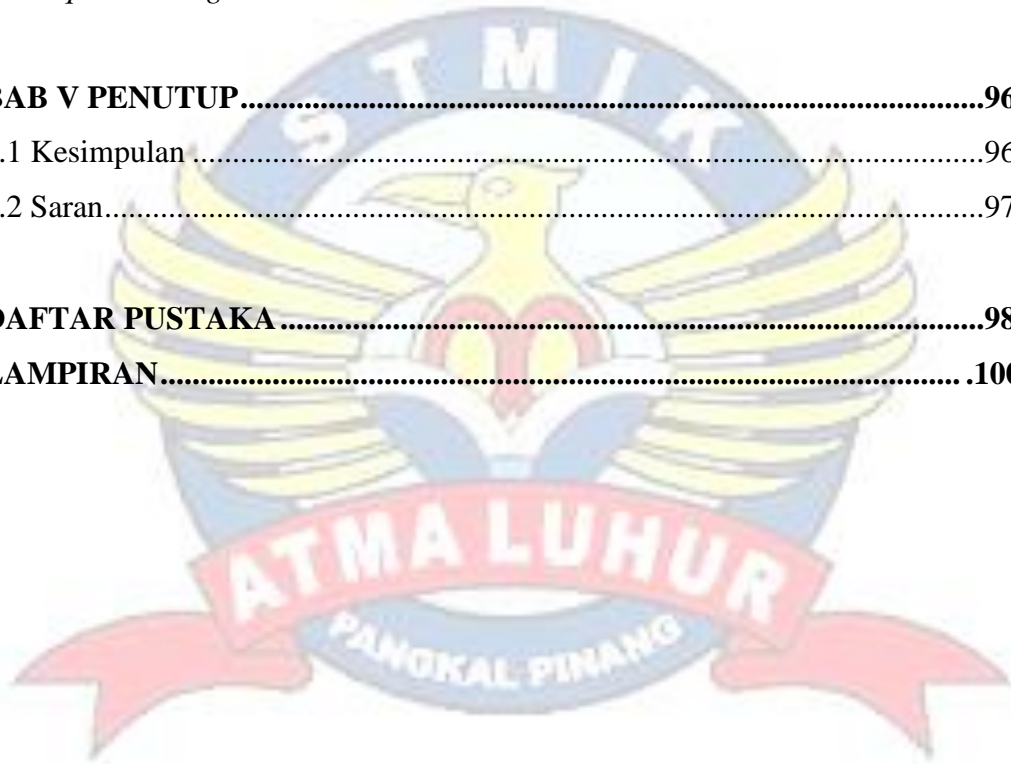 BAB V PENUTUP..........................................................................................96
.1 Kesimpulan ................................................................................................96
.2 Saran...........................................................................................................97
DAFTAR PUSTAKA.....................................................................................98
LAMPIRAN.................................................................................................. .100
STMIK
ATMA LUHUR
PANGKAL PINANG